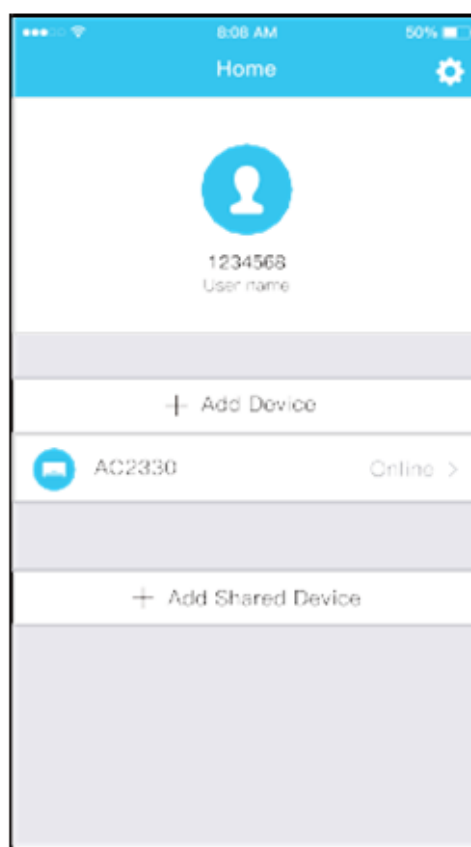 8:08 AM 50%
Home
1234568
User name
+ Add Device
AC2330 Online >
+ Add Shared Device